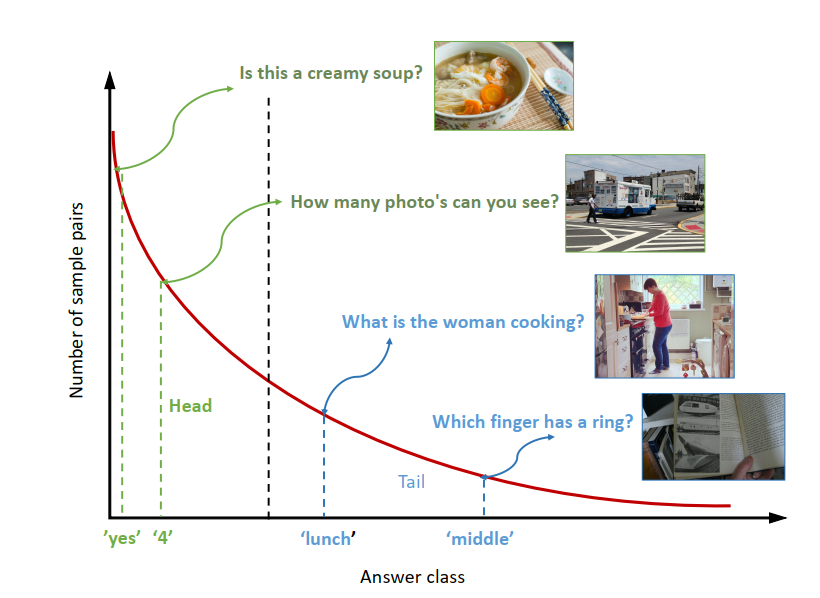 Is this a creamy soup?
How many photo's can you see?
What is the woman cooking?
Which finger has a ring?
Number of sample pairs
Head
Tail
’yes’ ‘4’ ‘lunch’ ‘middle’
Answer class